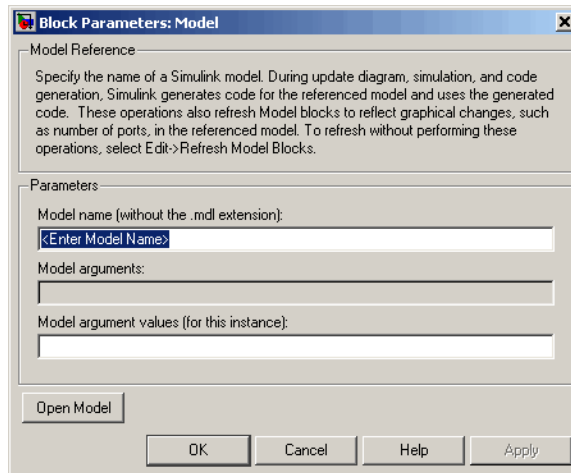 Block Parameters: Model
Model Reference
Specify the name of a Simulink model. During update diagram, simulation, and code
generation, Simulink generates code for the referenced model and uses the generated
code.  These operations also refresh Model blocks to reflect graphical changes, such
as number of ports, in the referenced model. To refresh without performing these
operations, select Edit->Refresh Model Blocks.
Parameters
Model name (without the .mdl extension):
<Enter Model Name>
Model arguments:
Model argument values (for this instance):
Open Model
OK Cancel Help Apply